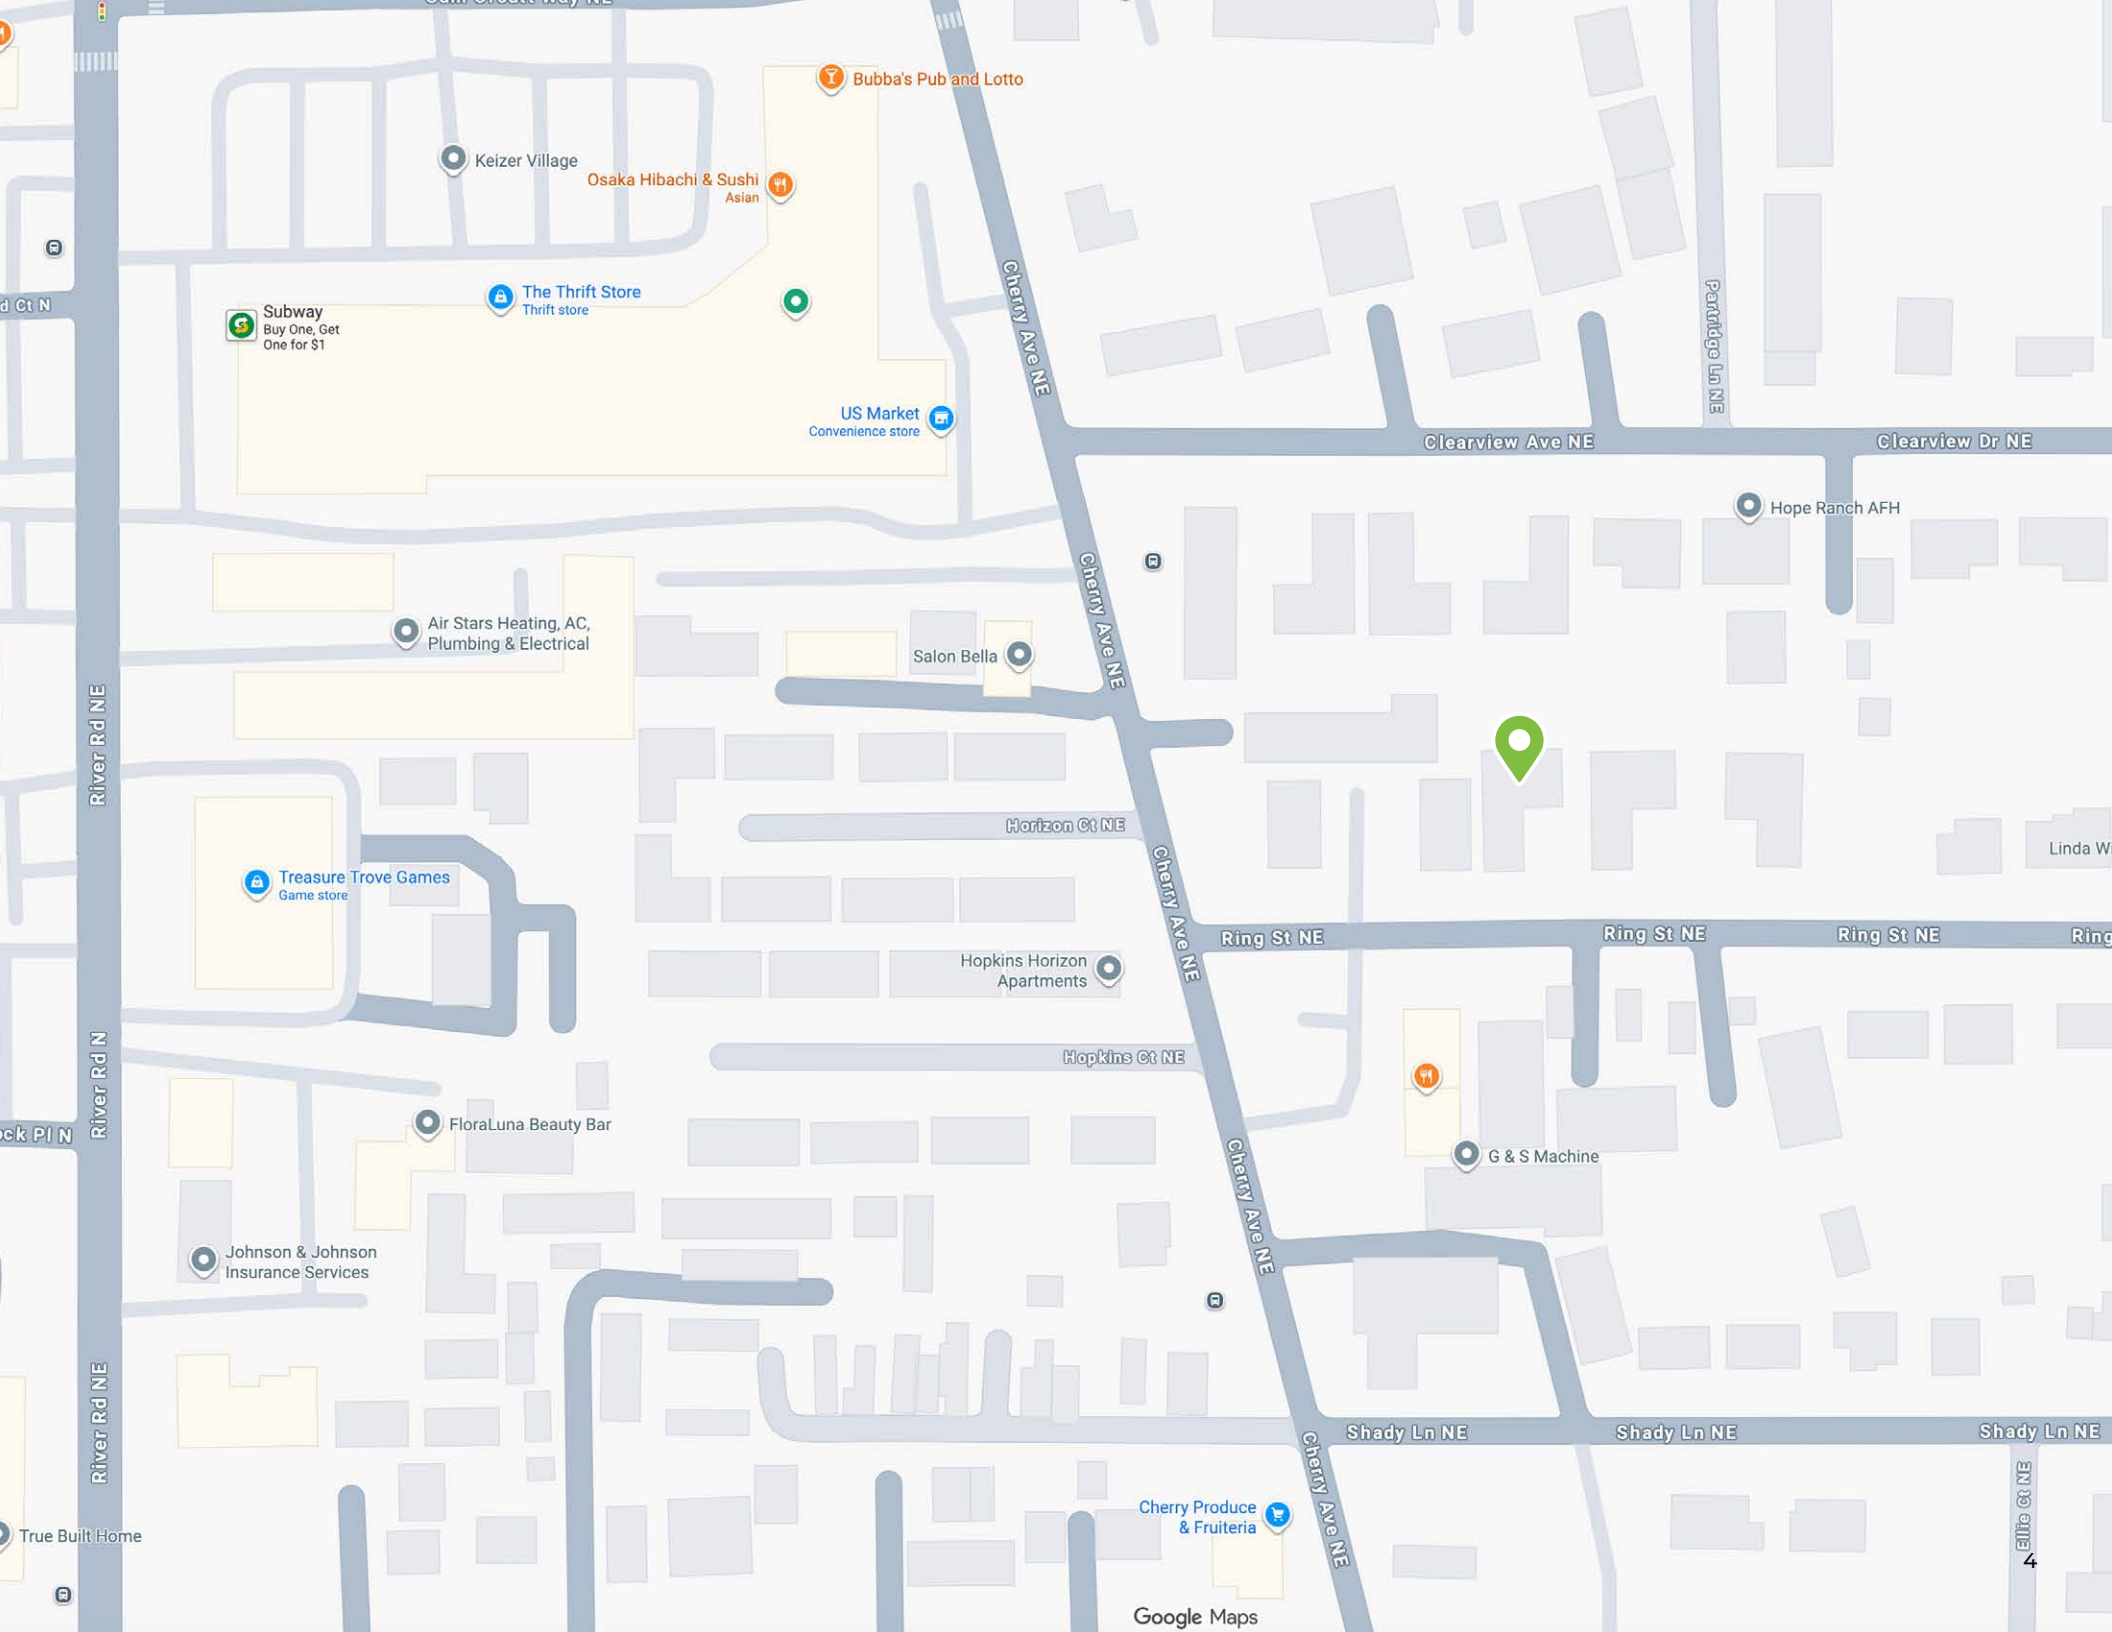 Bubba's Pub and Lotto
Keizer Village
Osaka Hibachi & Sushi
Asian
d Ct N
The Thrift Store
Thrift store
Subway
Buy One, Get
One for $1
Cherry Ave NE
Partridge Ln NE
US Market
Convenience store
Clearview Ave NE
Clearview Dr NE
Hope Ranch AFH
Cherry Ave NE
Air Stars Heating, AC,
Plumbing & Electrical
Salon Bella
River Rd NE
Horizon Ct NE
Linda W
Cherry Ave NE
Treasure Trove Games
Game store
Ring St NE
Ring St NE
Ring St NE
Ring
Hopkins Horizon
Apartments
River Rd N
Hopkins Ct NE
ock Pl N
FloraLuna Beauty Bar
G & S Machine
Cherry Ave NE
Johnson & Johnson
Insurance Services
River Rd NE
Shady Ln NE
Shady Ln NE
Shady Ln NE
Cherry Ave NE
Ellie Ct NE
Cherry Produce
& Fruiteria
True Built Home
4
Google Maps